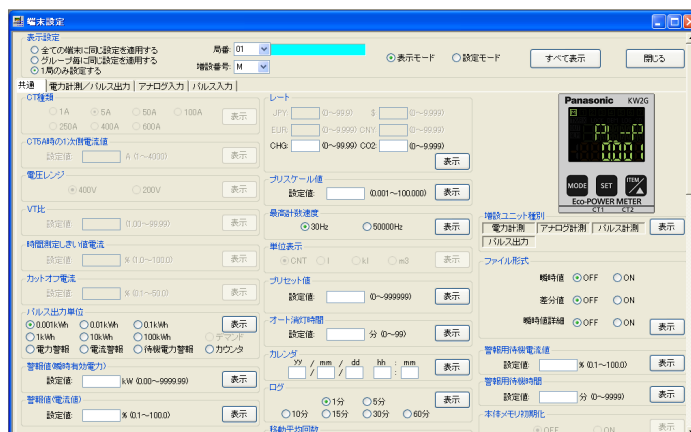 端末設定
表示設定
全ての端末に同じ設定を適用する
グループ毎に同じ設定を適用する
1局のみ設定する
局番: 01
増設番号: M
表示モード 設定モード
すべて表示
閉じる
共通 電力計測/パルス出力 アナログ入力 パルス入力
CT種類
1A 5A 50A 100A
250A 400A 600A
表示
CT5A時の1次側電流値
設定値: A (1~4000) 表示
電圧レンジ
400V 200V 表示
VT比
設定値: (1.00~99.99) 表示
時間測定しきい値電流
設定値: % (1.0~100.0) 表示
カットオフ電流
設定値: % (0.1~50.0) 表示
パルス出力単位
0.001kWh 0.01kWh 0.1kWh 表示
1kWh 10kWh 100kWh デマンド
電力警報 電流警報 待機電力警報 カウンタ
警報値(瞬時有効電力)
設定値: kW (0.00~9999.99) 表示
警報値(電流値)
設定値: % (0.1~100.0) 表示
レート
JPY: (0~99.99) $ (0~9.999)
EUR: (0~9.999) CNY: (0~9.999)
CHG: (0~99.99) CO2: (0~9.999)
表示
プリスケール値
設定値: (0.001~100.000) 表示
最高計数速度
30Hz 5000Hz 表示
単位表示
CNT l kl m3 表示
プリセット値
設定値: (0~999999) 表示
オート消灯時間
設定値: 分 (0~99) 表示
カレンダ
yy / mm / dd hh : mm
/ / : 表示
ログ
1分 5分 表示
10分 15分 30分 60分
移動平均回数
Panasonic KW2G
PL--P
0.001
MODE SET ITEM
Eco-POWER METER
CT1 CT2
増設ユニット種別
電力計測 アナログ計測 パルス計測 表示
パルス出力
ファイル形式
瞬時値 OFF ON
差分値 OFF ON
瞬時値詳細 OFF ON 表示
警報用待機電流値
設定値: % (0.1~100.0) 表示
警報用待機時間
設定値: 分 (0~9999) 表示
本体メモリ初期化
OFF ON 表示